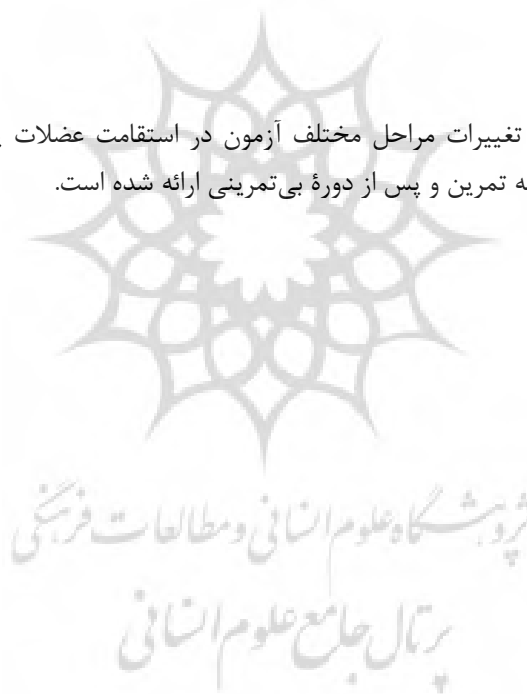 تغییرات مراحل مختلف آزمون در استقامت عضلات
تمرین و پس از دورهٔ بی‌تمرینی ارائه شده است.
پژوهشگاه علوم انسانی و مطالعات فرهنگی
پرتال جامع علوم انسانی